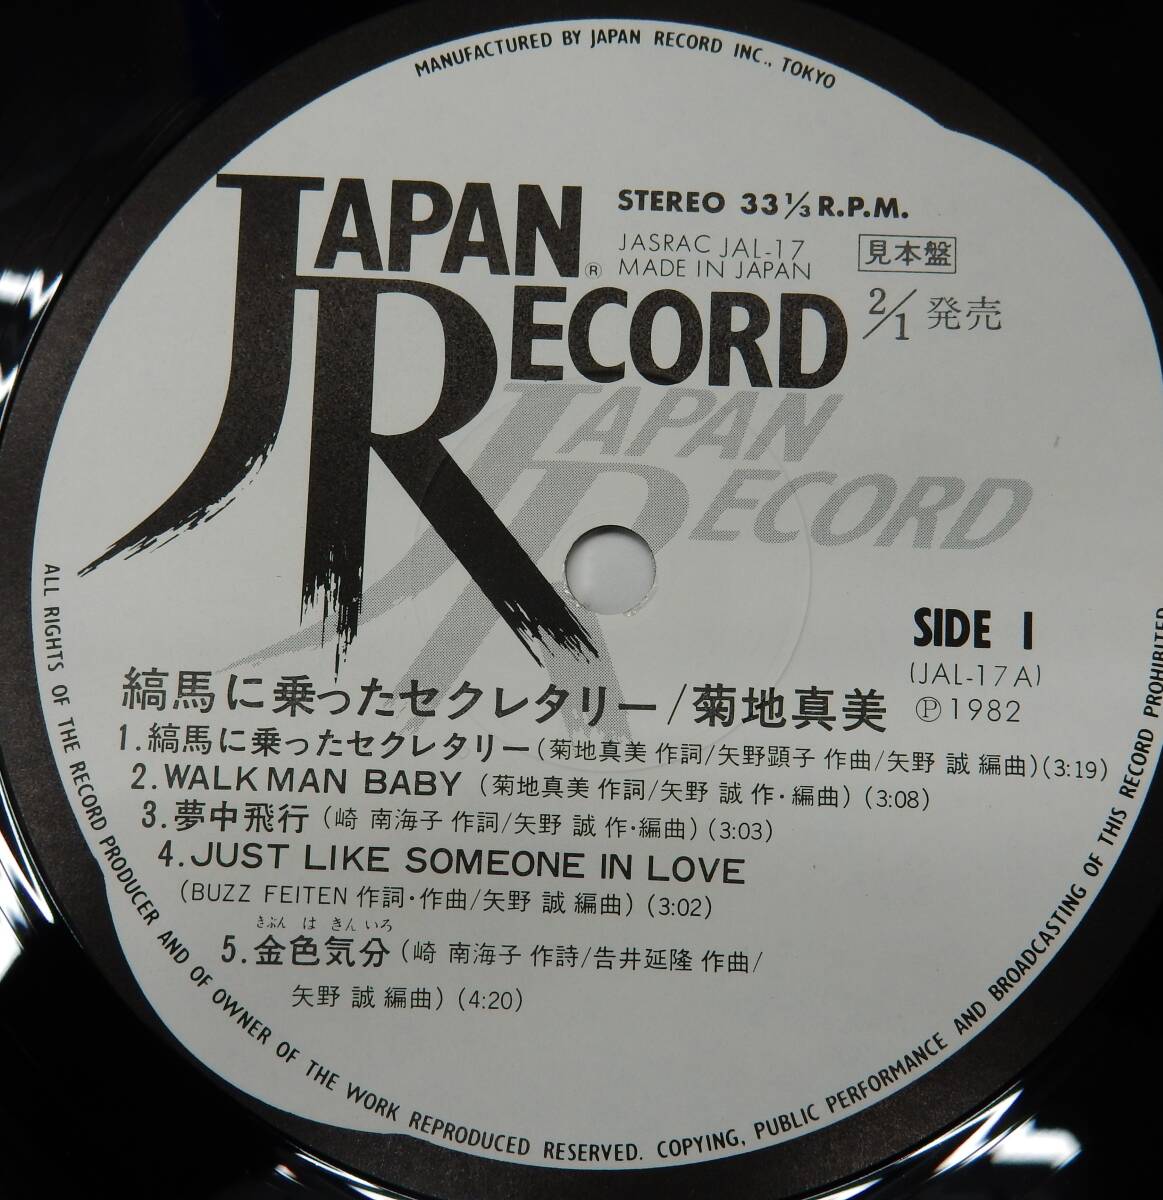 MANUFACTURED BY JAPAN RECORD INC., TOKYO
JAPAN
RECORD
®
STEREO 33⅓ R.P.M.
JASRAC JAL-17
MADE IN JAPAN
見本盤
2/1 発売
JAPAN
RECORD
SIDE 1
(JAL-17A)
Ⓟ1982
縞馬に乗ったセクレタリー/菊地真美
1.縞馬に乗ったセクレタリー(菊地真美 作詞/矢野顕子 作曲/矢野 誠 編曲)(3:19)
2.WALK MAN BABY (菊地真美 作詞/矢野 誠 作・編曲) (3:08)
3.夢中飛行 (崎 南海子 作詞/矢野 誠 作・編曲) (3:03)
4.JUST LIKE SOMEONE IN LOVE
(BUZZ FEITEN 作詞・作曲/矢野 誠 編曲) (3:02)
きぶん は きん いろ
5.金色気分 (崎 南海子 作詩/告井延隆 作曲/
矢野 誠 編曲) (4:20)
ALL RIGHTS OF THE RECORD PRODUCER AND OF OWNER OF THE WORK REPRODUCED RESERVED. COPYING, PUBLIC PERFORMANCE AND BROADCASTING OF THIS RECORD PROHIBITED